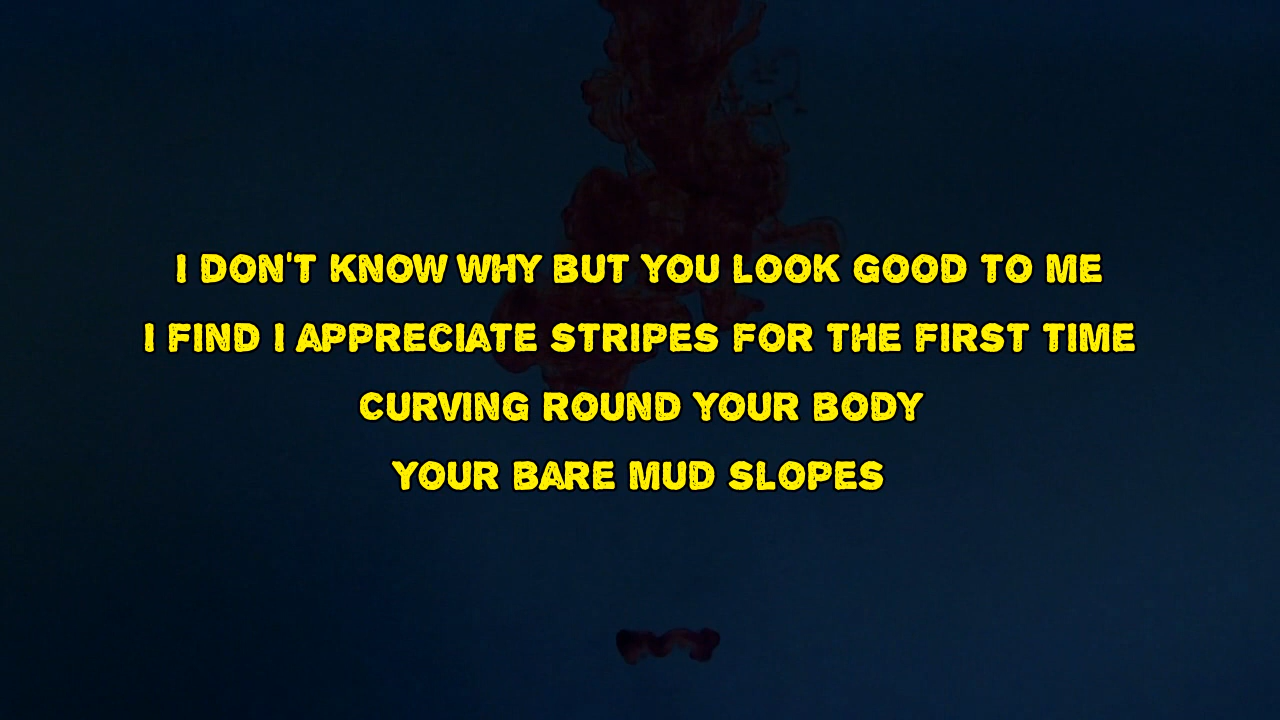 I DON'T KNOW WHY BUT YOU LOOK GOOD TO ME
I FIND I APPRECIATE STRIPES FOR THE FIRST TIME
CURVING ROUND YOUR BODY
YOUR BARE MUD SLOPES